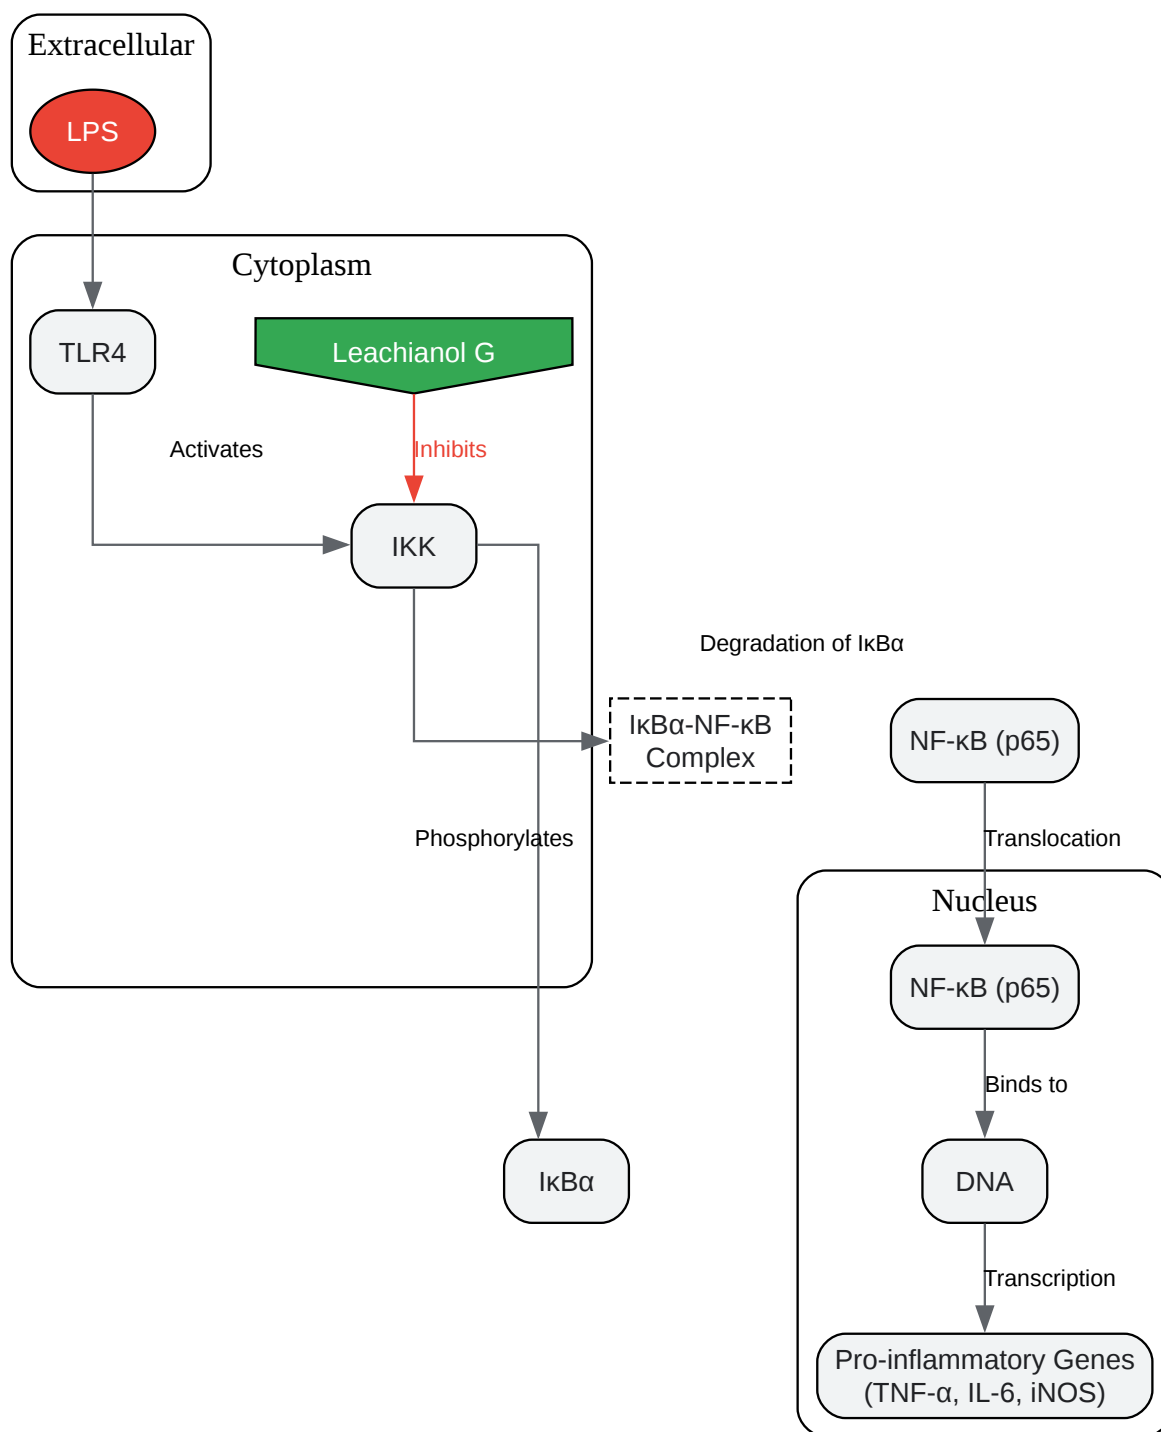 Extracellular
LPS
Cytoplasm
TLR4
Leachianol G
Activates
Inhibits
IKK
Degradation of IκBα
IκBα-NF-κB
Complex
NF-κB (p65)
Phosphorylates
Translocation
Nucleus
NF-κB (p65)
Binds to
IκBα
DNA
Transcription
Pro-inflammatory Genes
(TNF-α, IL-6, iNOS)